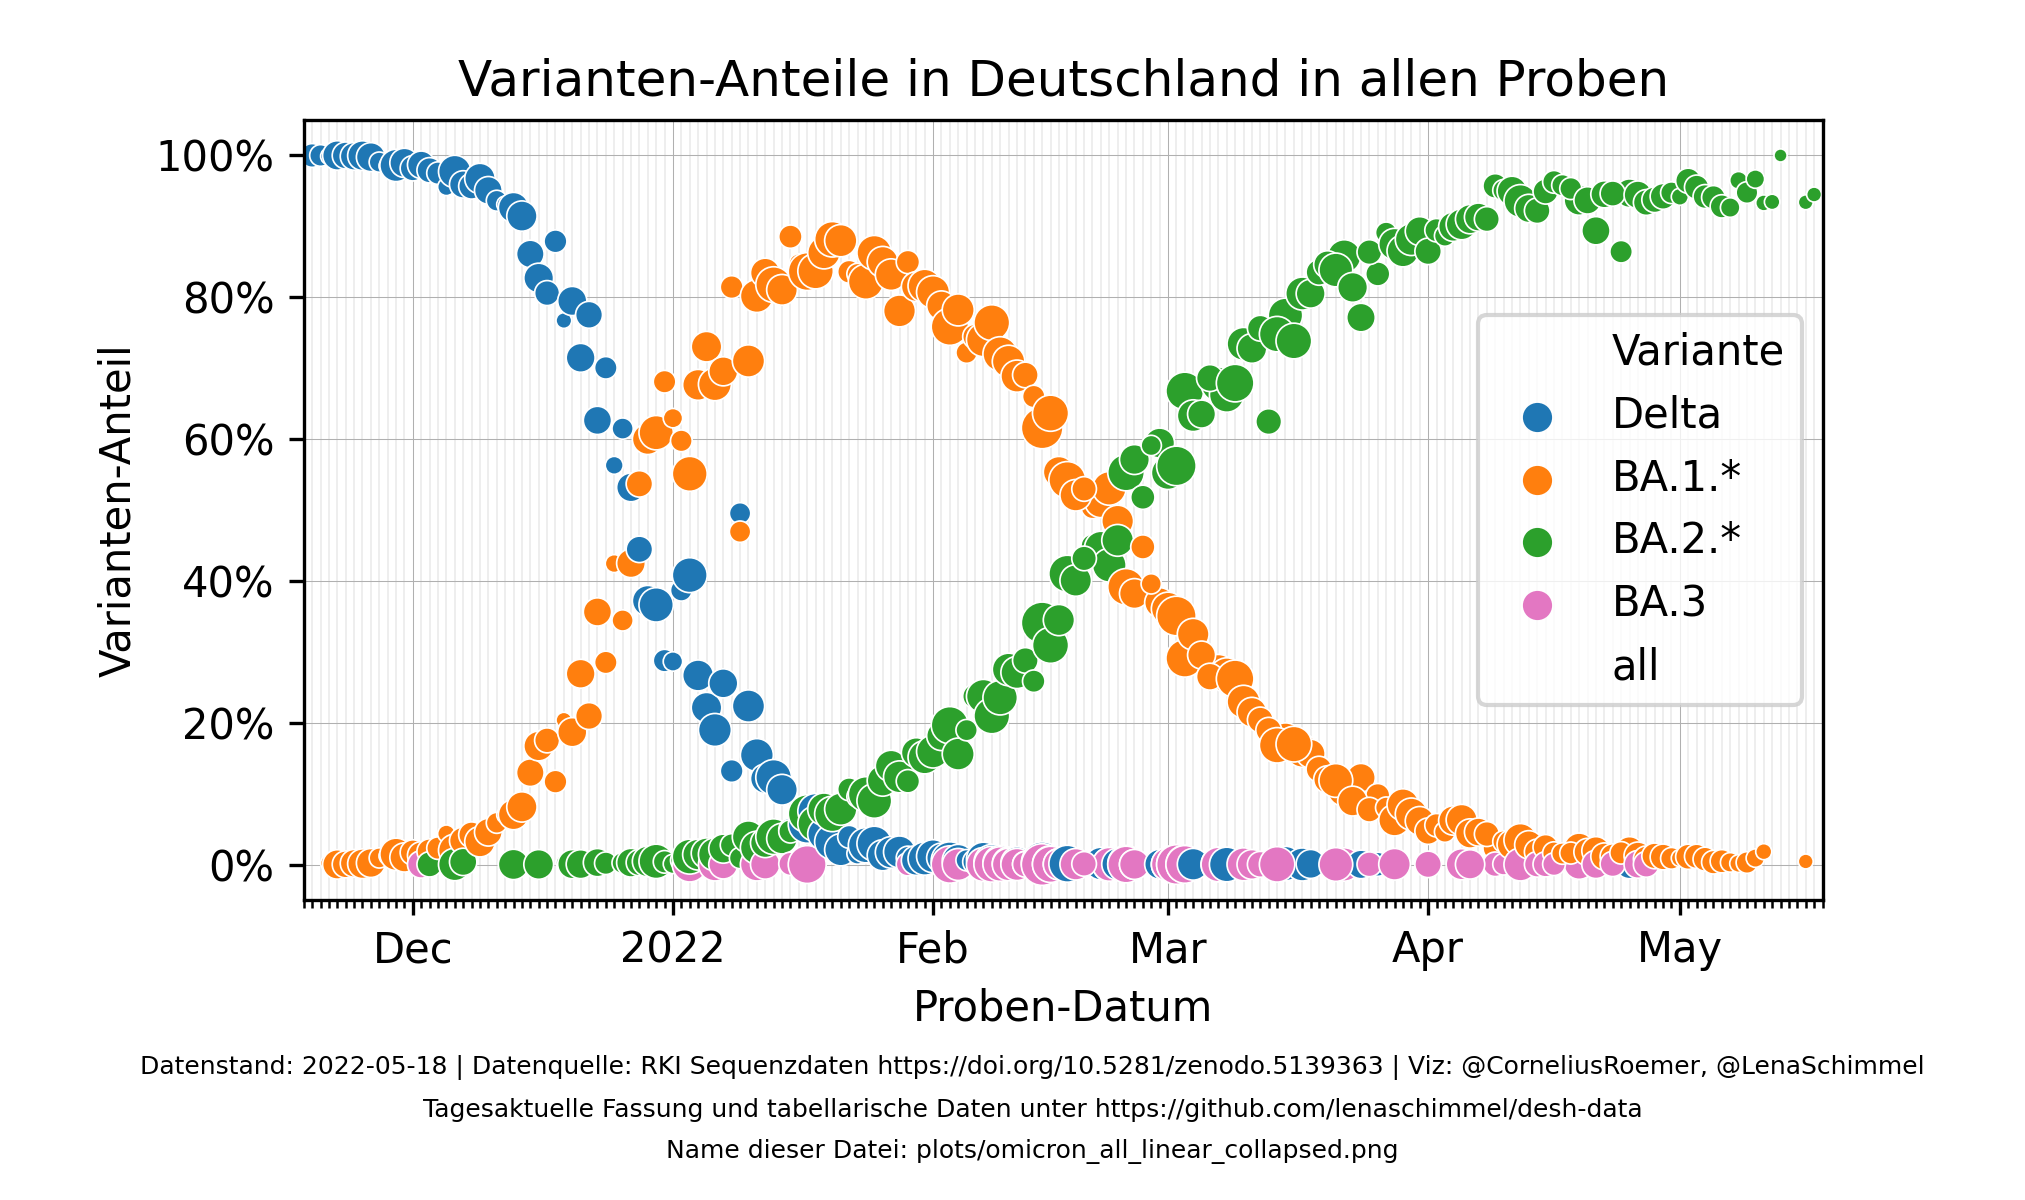 Varianten-Anteile in Deutschland in allen Proben
Varianten-Anteil
100%
80%
60%
40%
20%
0%
Variante
Delta
BA.1.*
BA.2.*
BA.3
all
Dec 2022 Feb Mar Apr May
Proben-Datum
Datenstand: 2022-05-18 | Datenquelle: RKI Sequenzdaten https://doi.org/10.5281/zenodo.5139363 | Viz: @CorneliusRoemer, @LenaSchimmel
Tagesaktuelle Fassung und tabellarische Daten unter https://github.com/lenaschimmel/desh-data
Name dieser Datei: plots/omicron_all_linear_collapsed.png